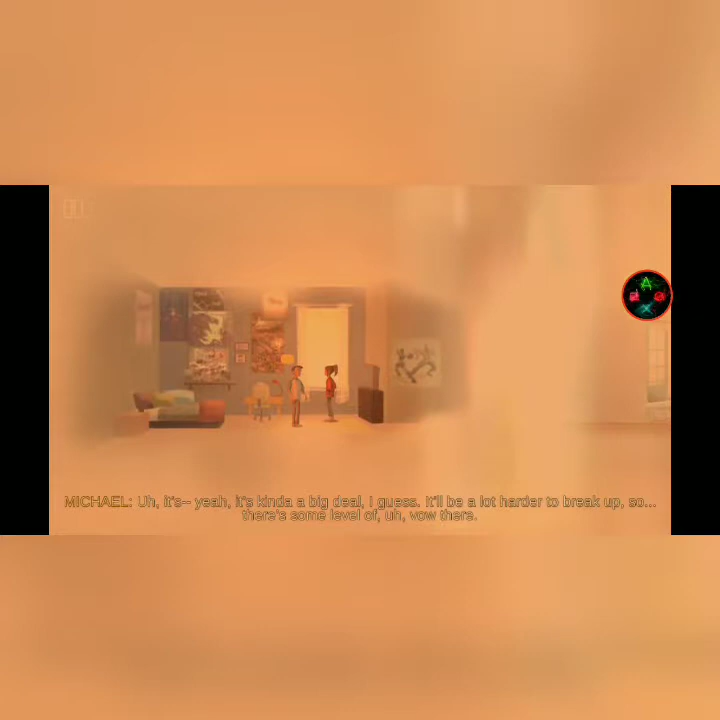 MICHAEL: Uh, it's-- yeah, it's kinda a big deal, I guess. It'll be a lot harder to break up, so...
there's some level of, uh, vow there.
A
X